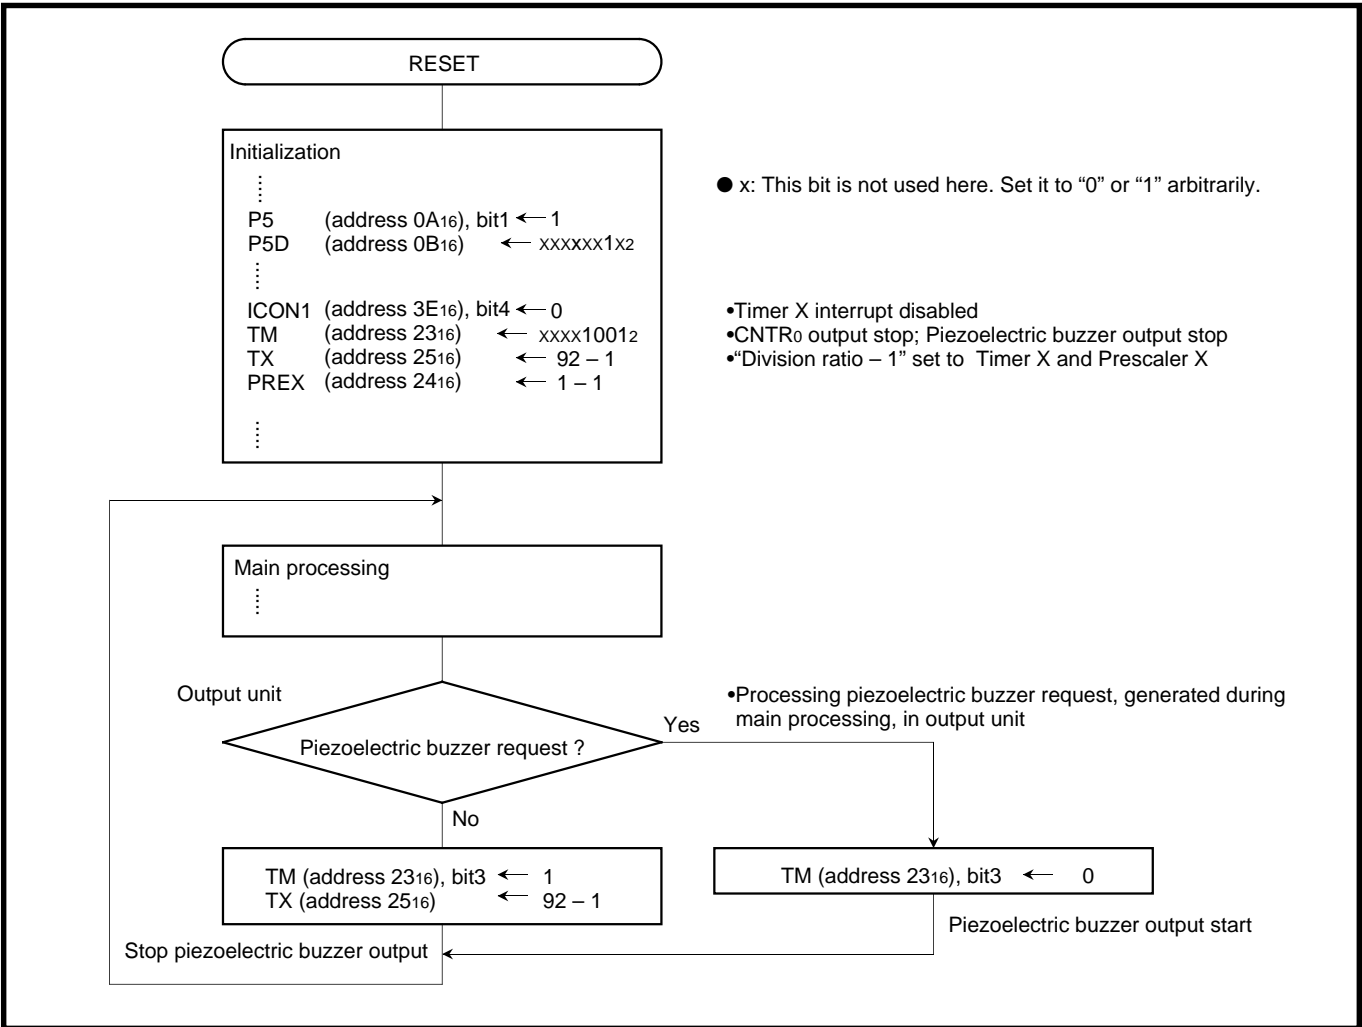 RESET
Initialization
● x: This bit is not used here. Set it to “0” or “1” arbitrarily.
P5 (address 0A16), bit1 ← 1
P5D (address 0B16) ← XXXXXX1X2
ICON1 (address 3E16), bit4 ← 0
TM (address 2316) ← XXXX10012
TX (address 2516) ← 92 – 1
PREX (address 2416) ← 1 – 1
•Timer X interrupt disabled
•CNTR0 output stop; Piezoelectric buzzer output stop
•“Division ratio – 1” set to Timer X and Prescaler X
Main processing
Output unit
•Processing piezoelectric buzzer request, generated during
main processing, in output unit
Piezoelectric buzzer request ?
Yes
No
TM (address 2316), bit3 ← 1
TX (address 2516) ← 92 – 1
TM (address 2316), bit3 ← 0
Piezoelectric buzzer output start
Stop piezoelectric buzzer output